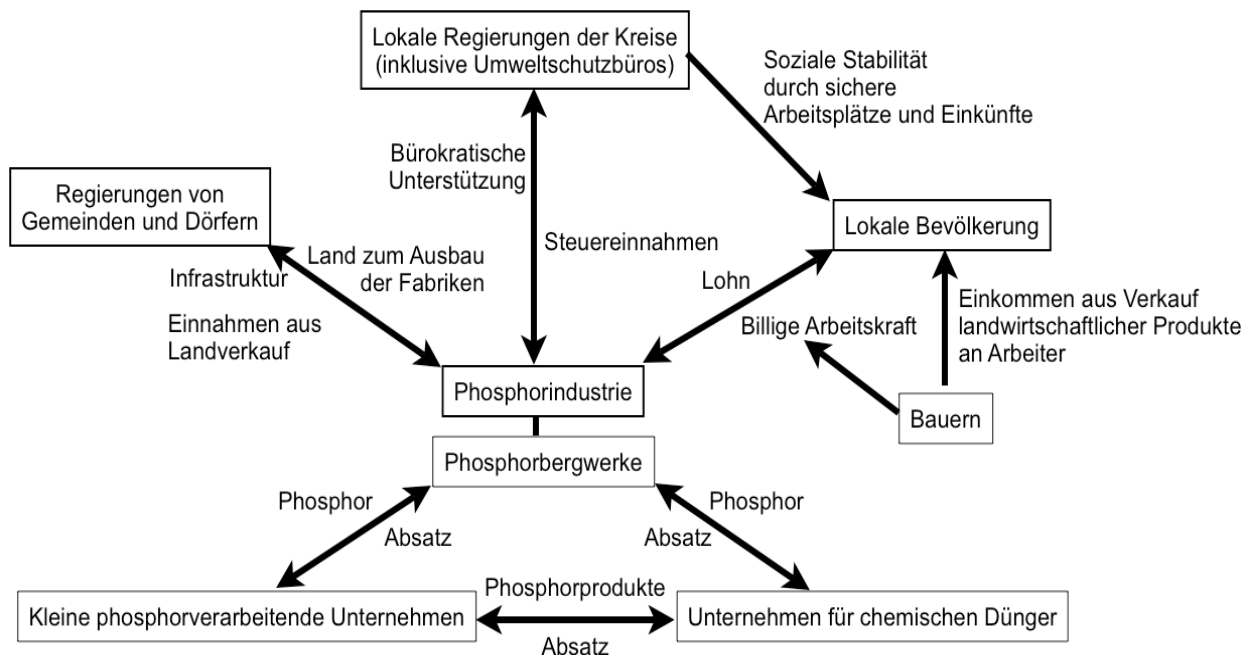 Lokale Regierungen der Kreise
(inklusive Umweltschutzbüros)
Soziale Stabilität
durch sichere
Arbeitsplätze und Einkünfte
Bürokratische
Unterstützung
Regierungen von
Gemeinden und Dörfern
Lokale Bevölkerung
Steuereinnahmen
Land zum Ausbau
der Fabriken
Infrastruktur
Lohn
Einnahmen aus
Landverkauf
Billige Arbeitskraft
Einkommen aus Verkauf
landwirtschaftlicher Produkte
an Arbeiter
Phosphorindustrie
Bauern
Phosphorbergwerke
Phosphor
Absatz
Phosphor
Absatz
Phosphorprodukte
Kleine phosphorverarbeitende Unternehmen
Unternehmen für chemischen Dünger
Absatz